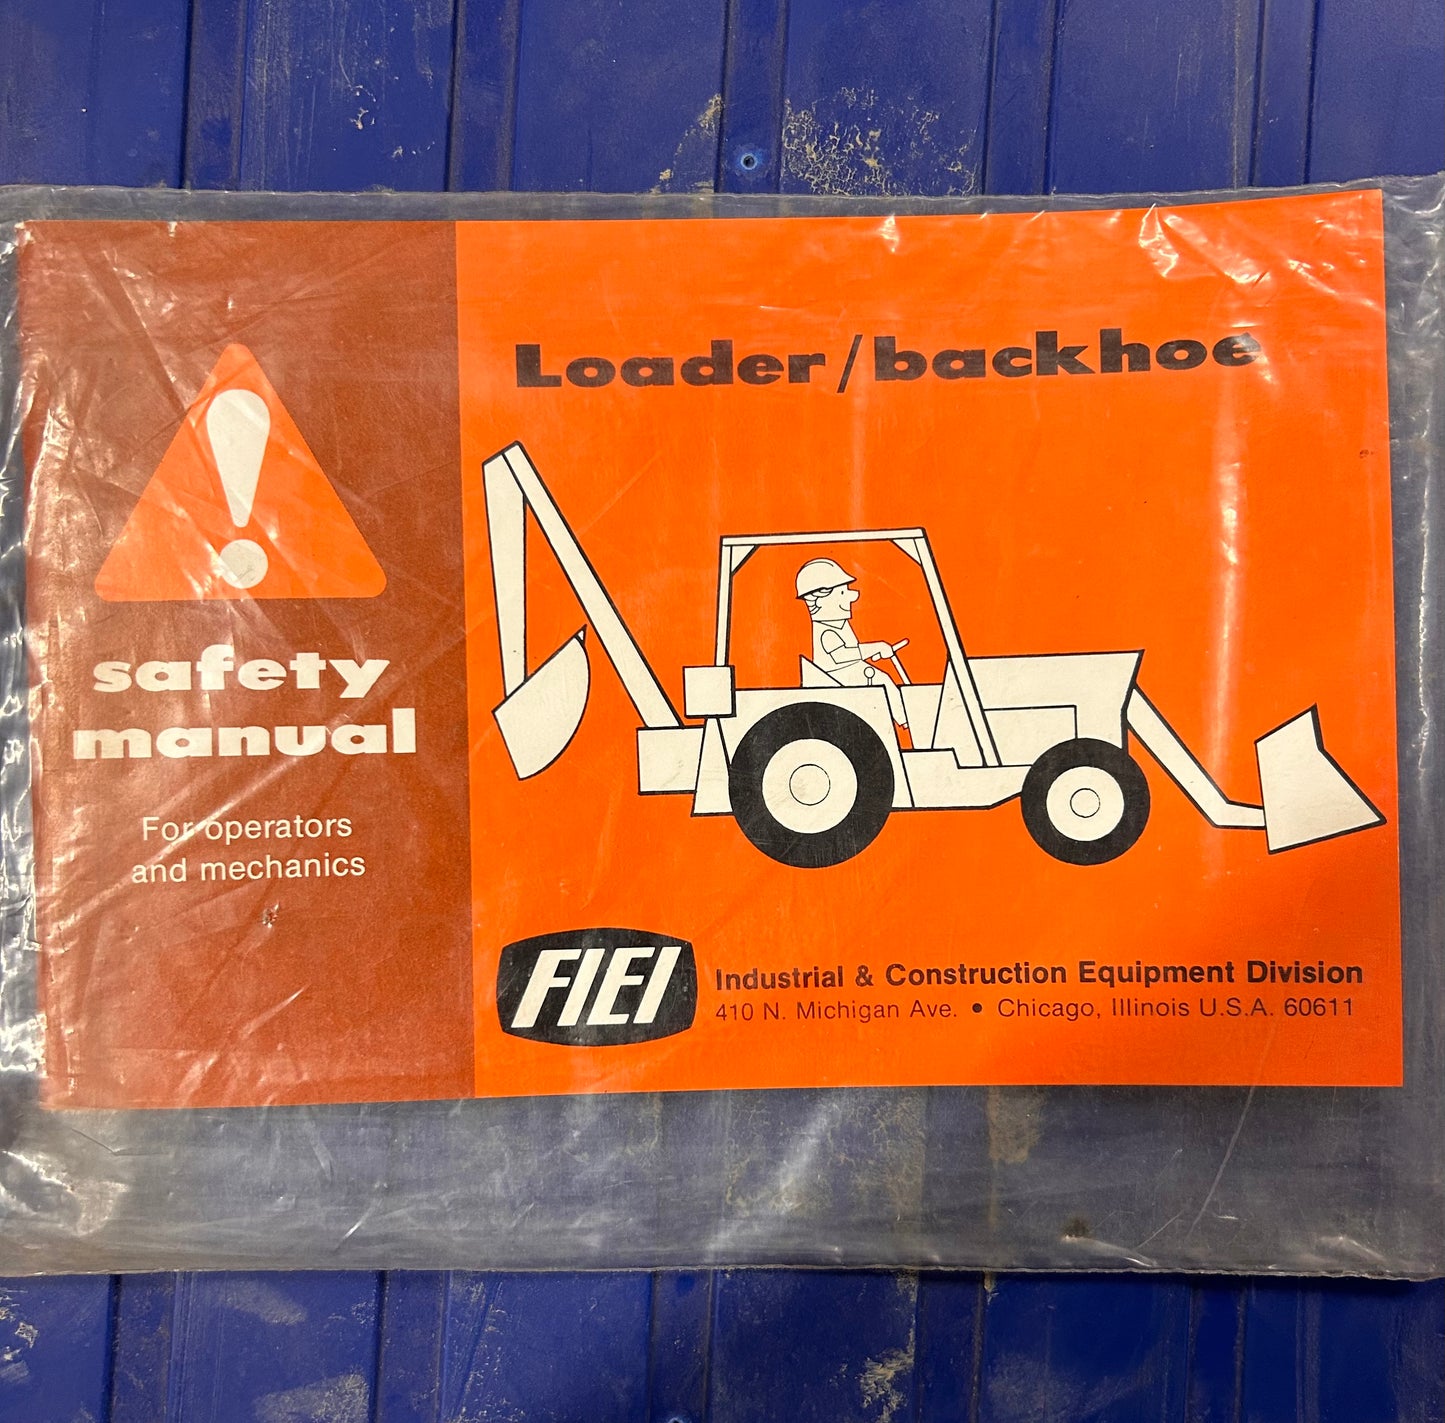 safety
manual
For operators
and mechanics
Loader/backhoe
FIEI
Industrial & Construction Equipment Division
410 N. Michigan Ave. • Chicago, Illinois U.S.A. 60611